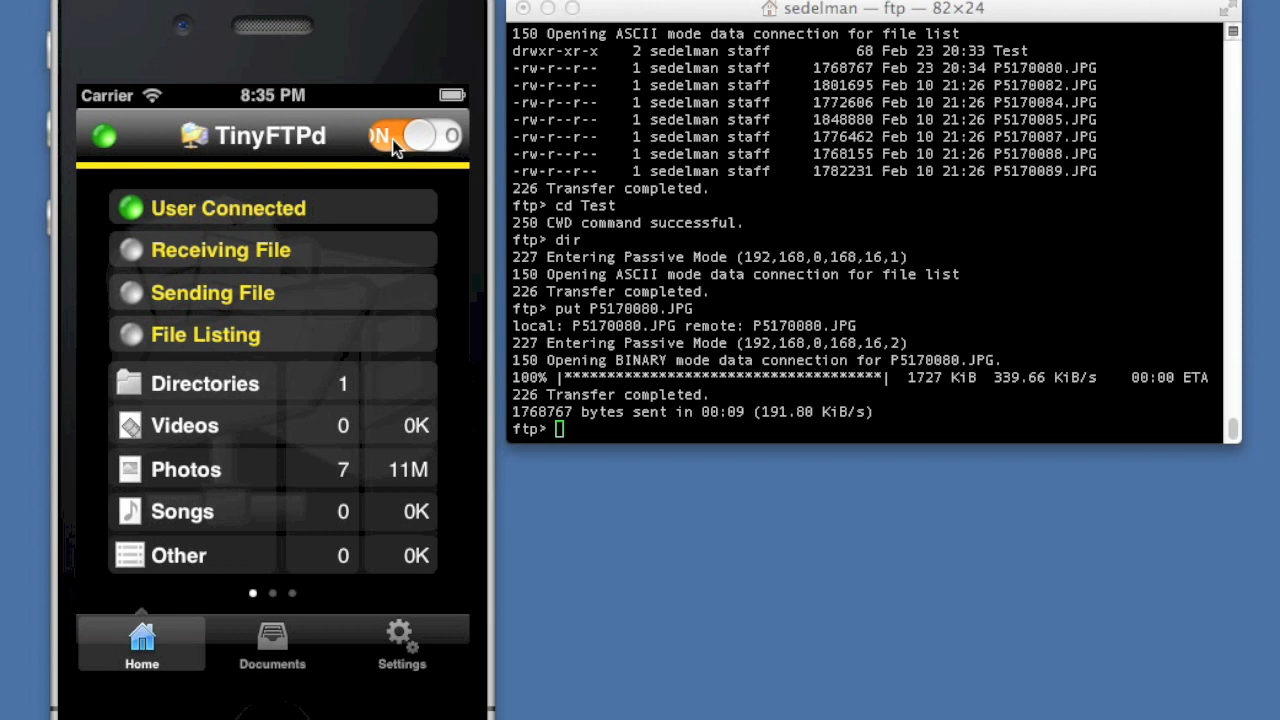 Carrier 8:35 PM
TinyFTPd
ON O
User Connected
Receiving File
Sending File
File Listing
Directories 1
Videos 0 0K
Photos 7 11M
Songs 0 0K
Other 0 0K
Home Documents Settings
sedelman — ftp — 82×24
150 Opening ASCII mode data connection for file list
drwxr-xr-x 2 sedelman staff 68 Feb 23 20:33 Test
-rw-r--r-- 1 sedelman staff 1768767 Feb 23 20:34 P5170080.JPG
-rw-r--r-- 1 sedelman staff 1801695 Feb 10 21:26 P5170082.JPG
-rw-r--r-- 1 sedelman staff 1772606 Feb 10 21:26 P5170084.JPG
-rw-r--r-- 1 sedelman staff 1848880 Feb 10 21:26 P5170085.JPG
-rw-r--r-- 1 sedelman staff 1776462 Feb 10 21:26 P5170087.JPG
-rw-r--r-- 1 sedelman staff 1768155 Feb 10 21:26 P5170088.JPG
-rw-r--r-- 1 sedelman staff 1782231 Feb 10 21:26 P5170089.JPG
226 Transfer completed.
ftp> cd Test
250 CWD command successful.
ftp> dir
227 Entering Passive Mode (192,168,0,168,16,1)
150 Opening ASCII mode data connection for file list
226 Transfer completed.
ftp> put P5170080.JPG
local: P5170080.JPG remote: P5170080.JPG
227 Entering Passive Mode (192,168,0,168,16,2)
150 Opening BINARY mode data connection for P5170080.JPG.
100% |*************************************| 1727 KiB 339.66 KiB/s 00:00 ETA
226 Transfer completed.
1768767 bytes sent in 00:09 (191.80 KiB/s)
ftp>